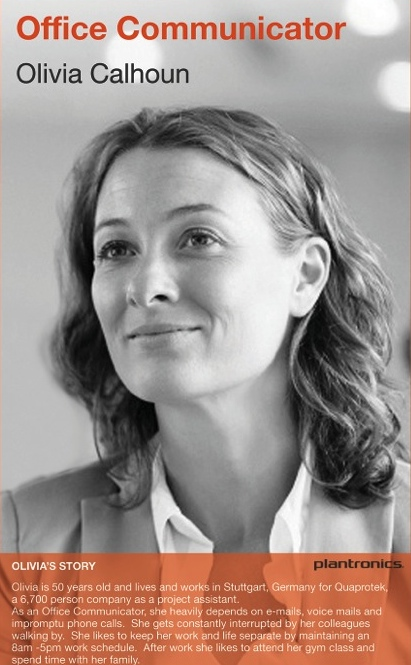 Office Communicator
Olivia Calhoun
OLIVIA'S STORY
plantronics.
Olivia is 50 years old and lives and works in Stuttgart, Germany for Quaprotek,
a 6,700 person company as a project assistant.
As an Office Communicator, she heavily depends on e-mails, voice mails and
impromptu phone calls. She gets constantly interrupted by her colleagues
walking by. She likes to keep her work and life separate by maintaining an
8am -5pm work schedule. After work she likes to attend her gym class and
spend time with her family.